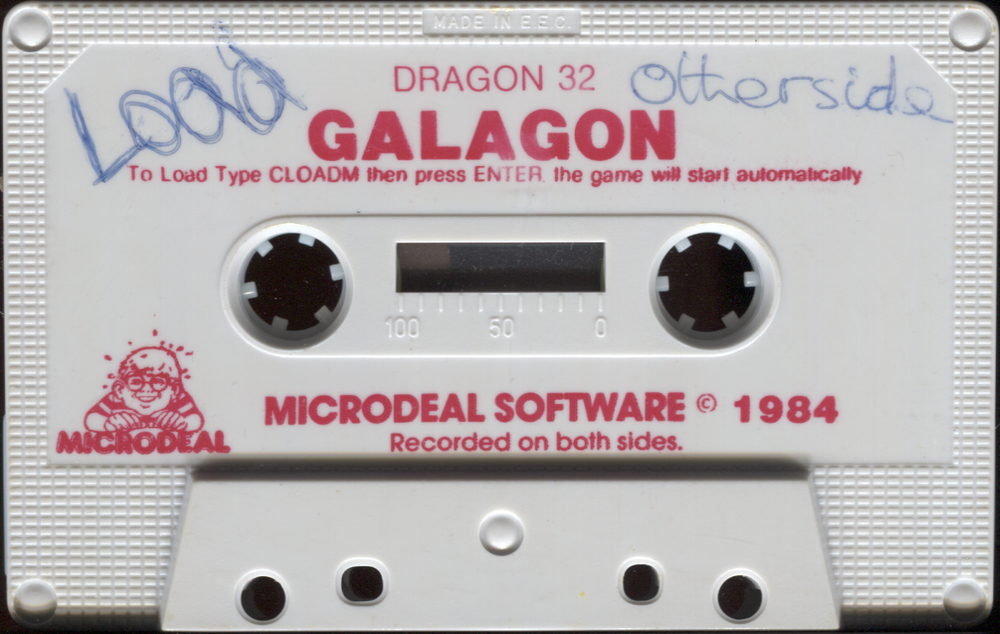 MADE IN E.E.C.
Load
DRAGON 32
Otherside
GALAGON
To Load Type CLOADM then press ENTER. the game will start automatically
100 50 0
MICRODEAL
MICRODEAL SOFTWARE © 1984
Recorded on both sides.